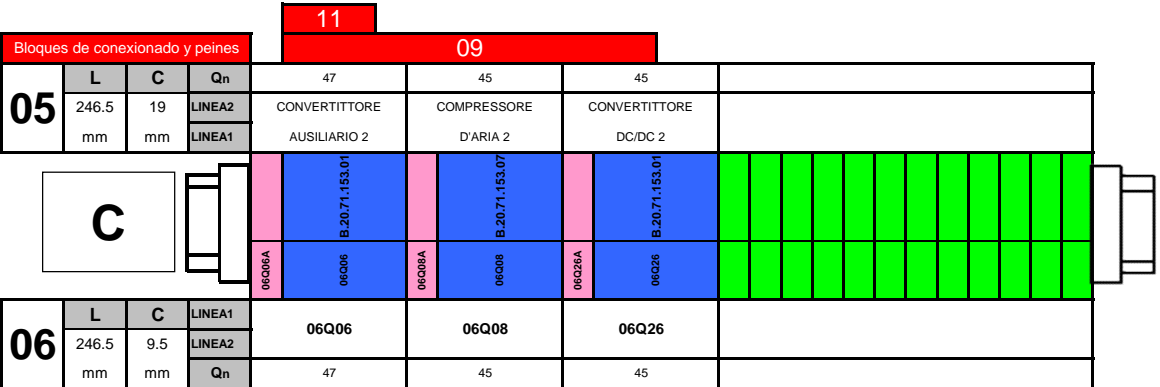 11
Bloques de conexionado y peines 09
05 L C Qn 47 45 45
246.5 19 LINEA2 CONVERTITTORE COMPRESSORE CONVERTITTORE
mm mm LINEA1 AUSILIARIO 2 D'ARIA 2 DC/DC 2
C
B.20.71.153.01 B.20.71.153.07 B.20.71.153.01
06Q06A 06Q06 06Q08A 06Q08 06Q26A 06Q26
06 L C LINEA1 06Q06 06Q08 06Q26
246.5 9.5 LINEA2
mm mm Qn 47 45 45